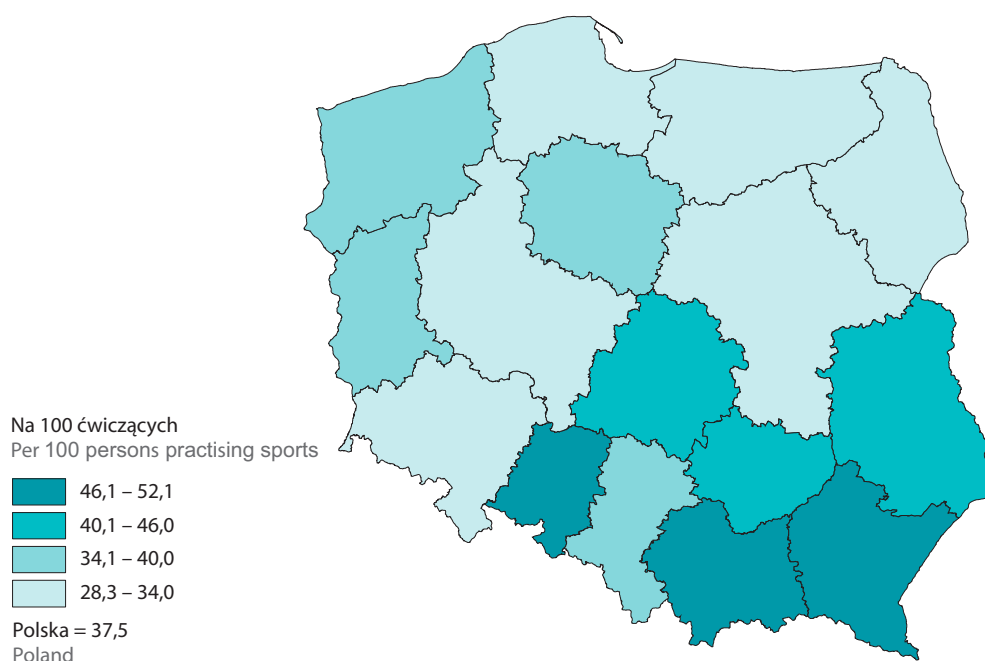 Na 100 ćwiczących
Per 100 persons practising sports
46,1 – 52,1
40,1 – 46,0
34,1 – 40,0
28,3 – 34,0
Polska = 37,5
Poland